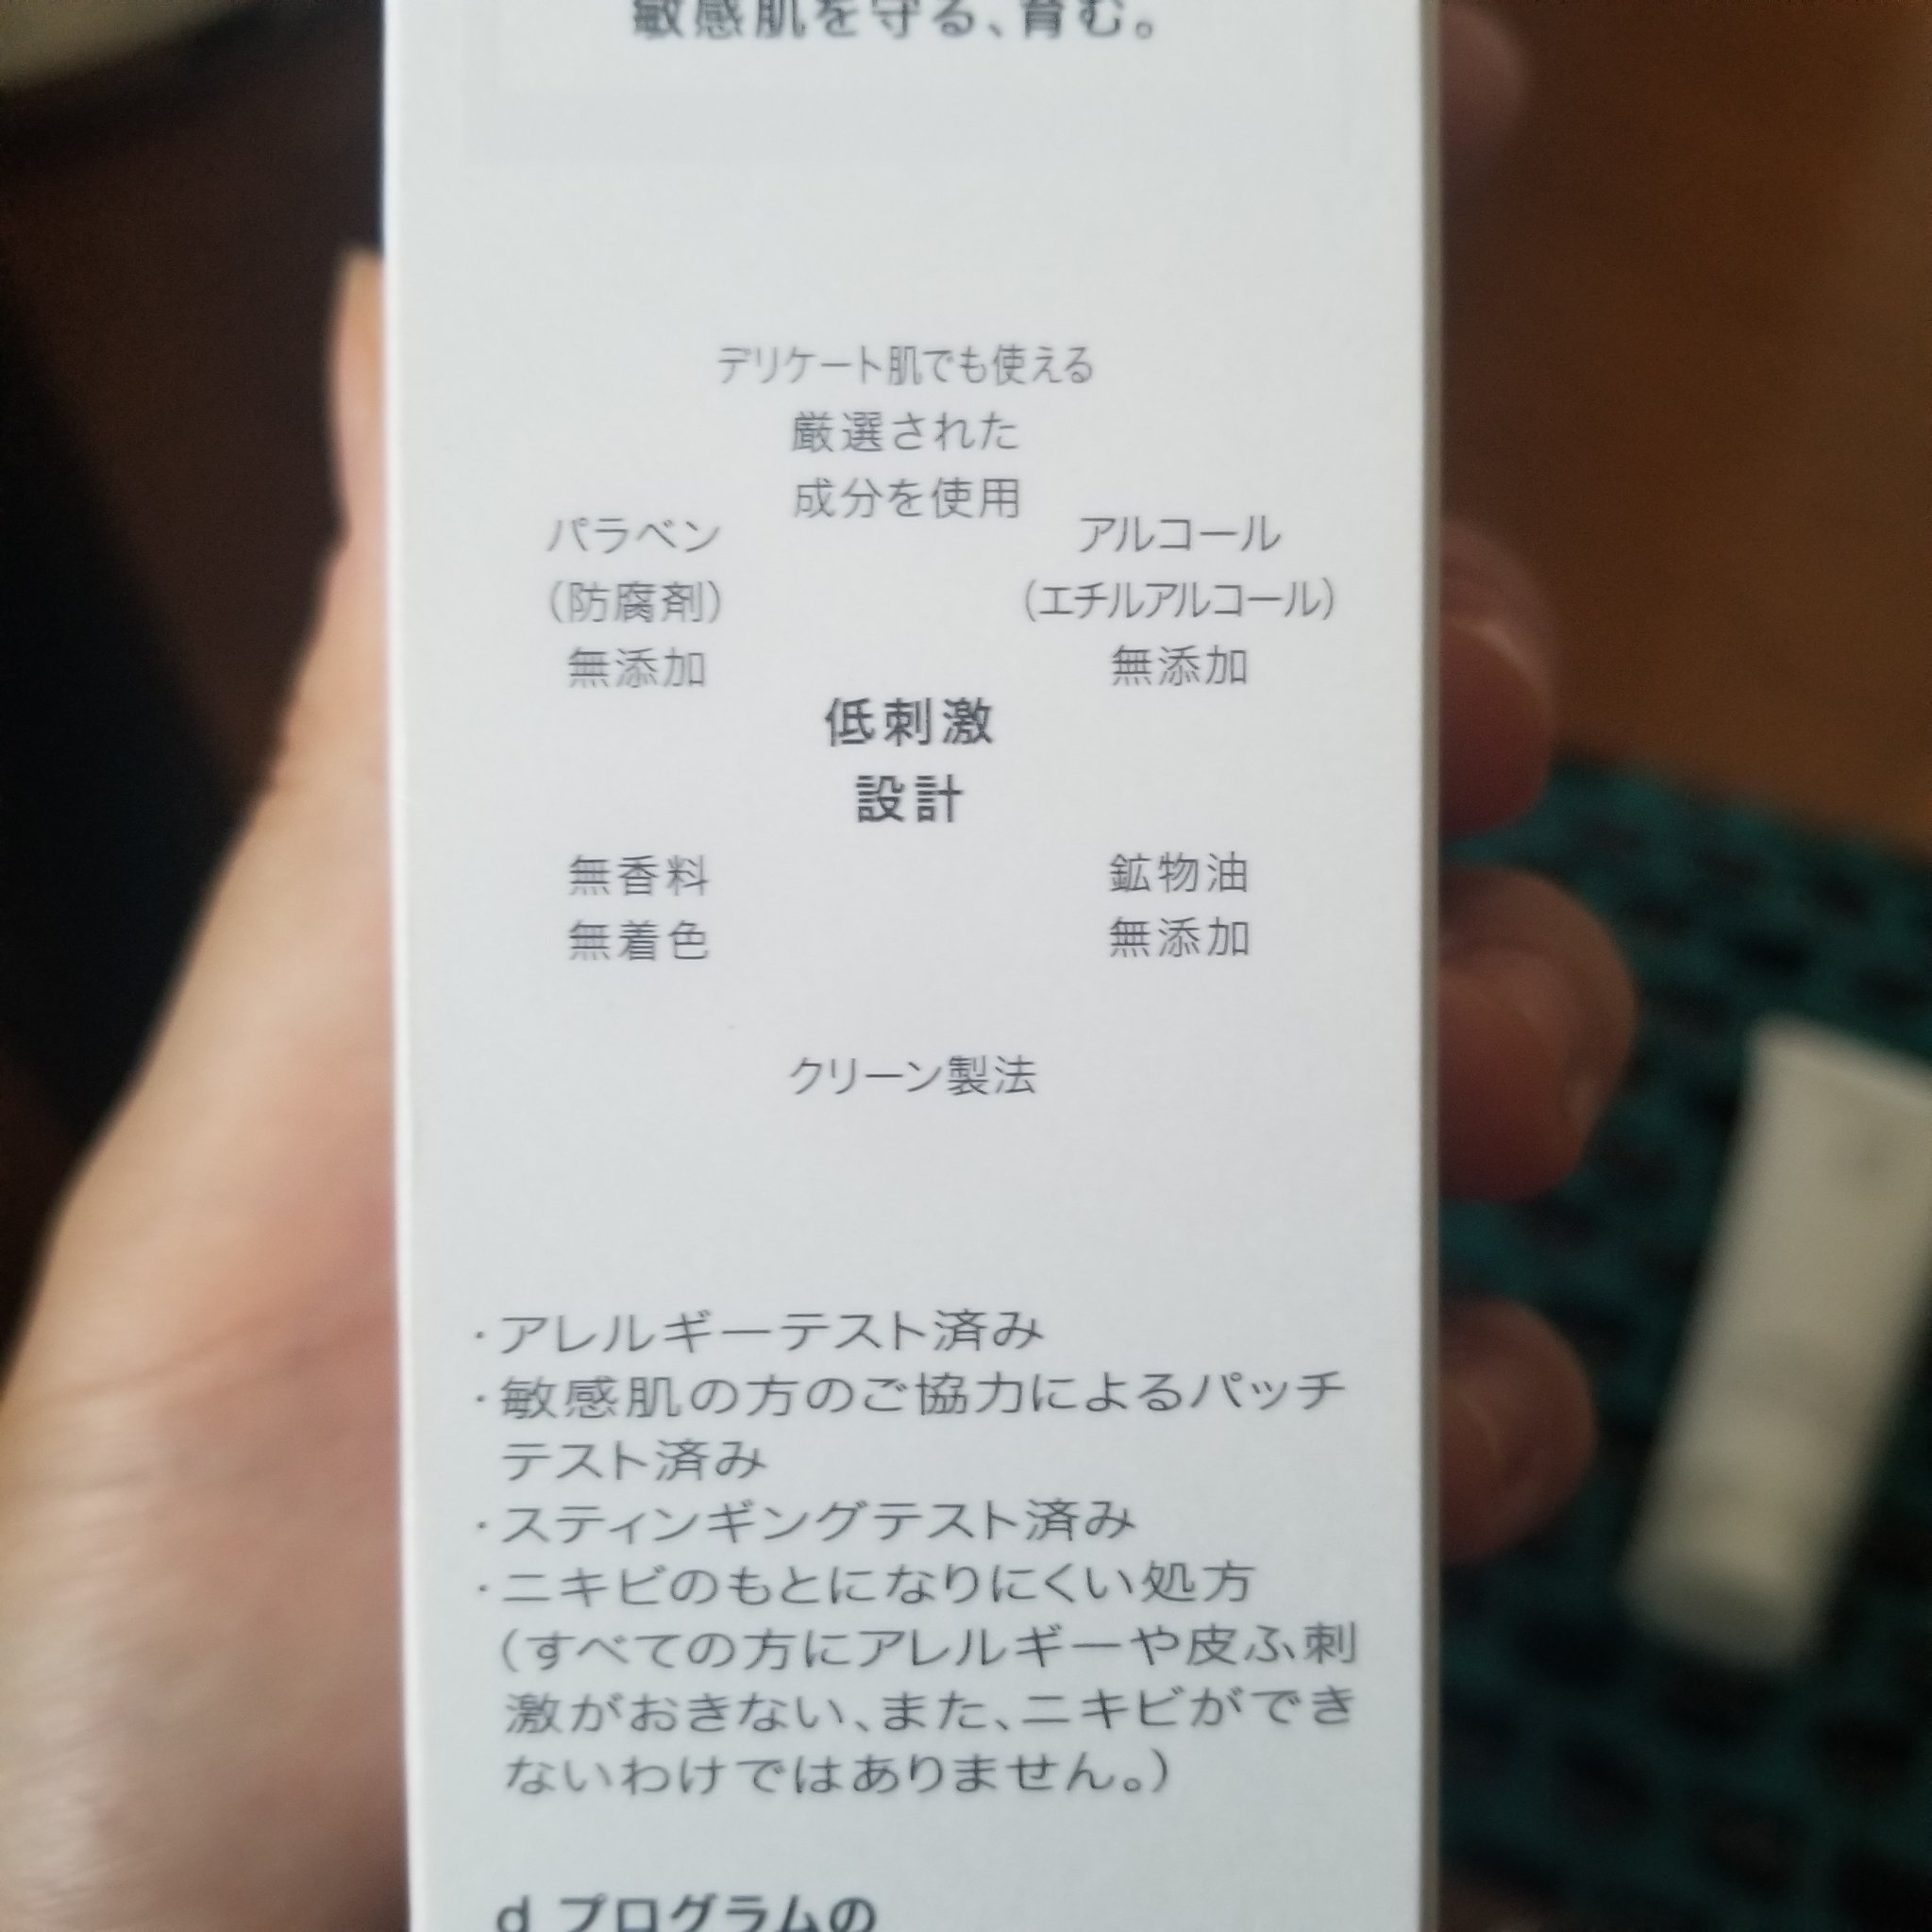 敏感肌を守る、育む。
デリケート肌でも使える
厳選された
成分を使用
パラベン
(防腐剤)
無添加
アルコール
(エチルアルコール)
無添加
低刺激
設計
無香料
無着色
鉱物油
無添加
クリーン製法
・アレルギーテスト済み
・敏感肌の方のご協力によるパッチ
テスト済み
・スティンギングテスト済み
・ニキビのもとになりにくい処方
(すべての方にアレルギーや皮ふ刺
激がおきない、また、ニキビができ
ないわけではありません。)
d プログラムの